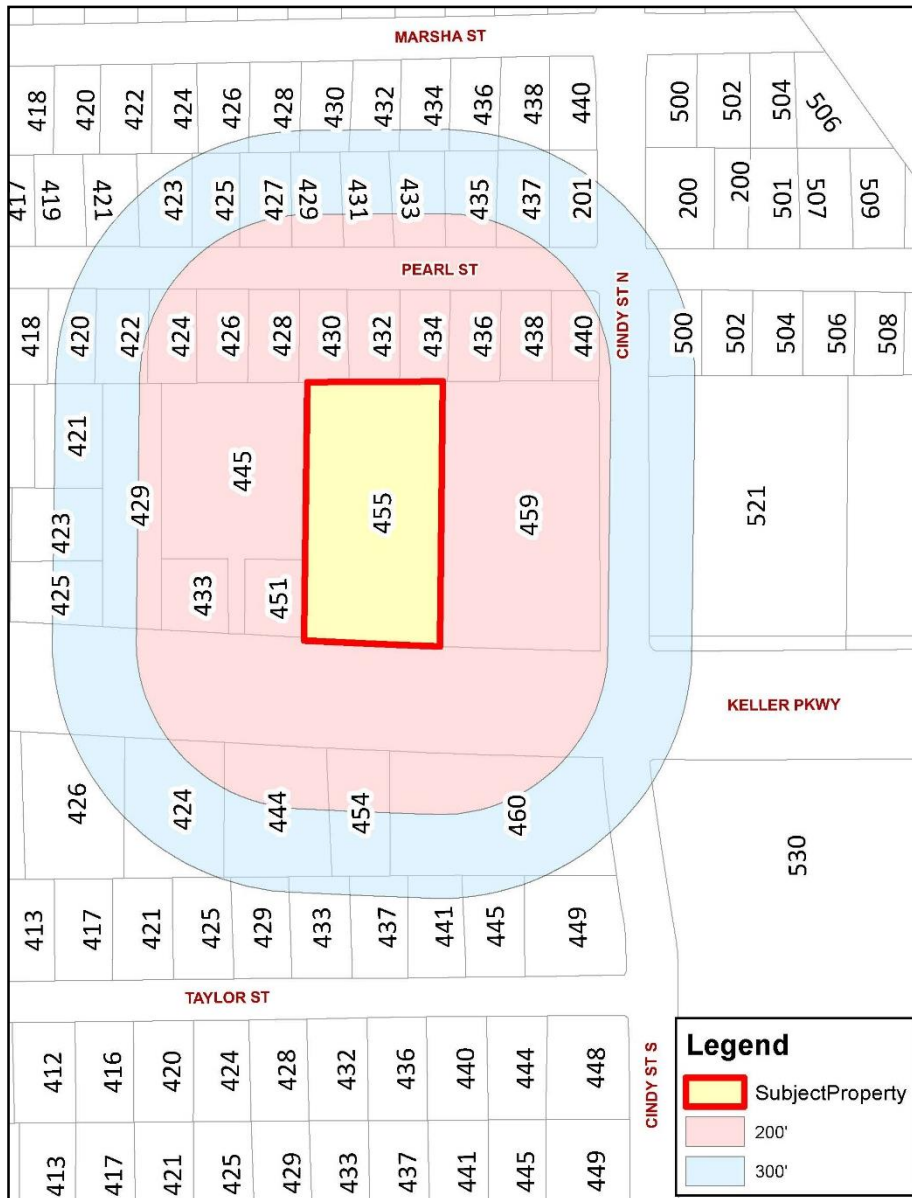 MARSHA ST
418 420 422 424 426 428 430 432 434 436 438 440 500 502 504 506
417 419 421 423 425 427 429 431 433 435 437 102 200 200 501 507 509
PEARL ST
CINDY ST N
418 420 422 424 426 428 430 432 434 436 438 440 500 502 504 506 508
421 445 429 455 459 521
423
425 433 451
KELLER PKWY
426 424 444 454 460 530
413 417 421 425 429 433 437 441 445 449
TAYLOR ST
412 416 420 424 428 432 436 440 444 448
CINDY ST S
413 417 421 425 429 433 437 441 445 449
Legend
SubjectProperty
200'
300'